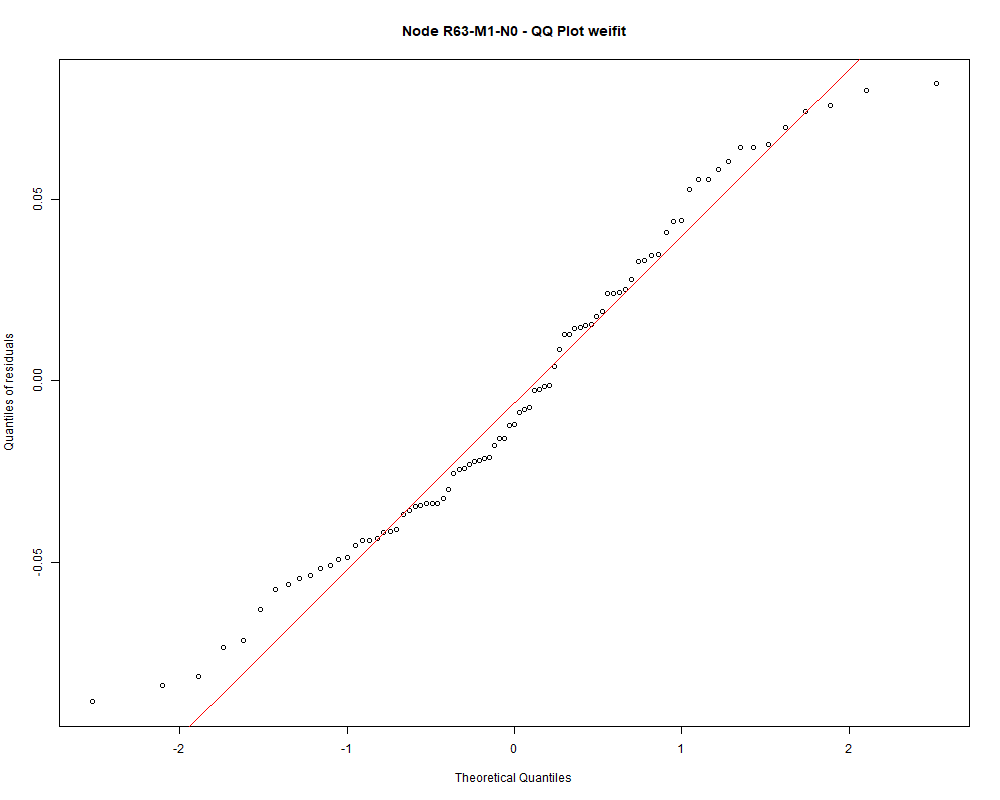 Node R63-M1-N0 - QQ Plot weifit
Quantiles of residuals
0.05
0.00
-0.05
-2
-1
0
1
2
Theoretical Quantiles